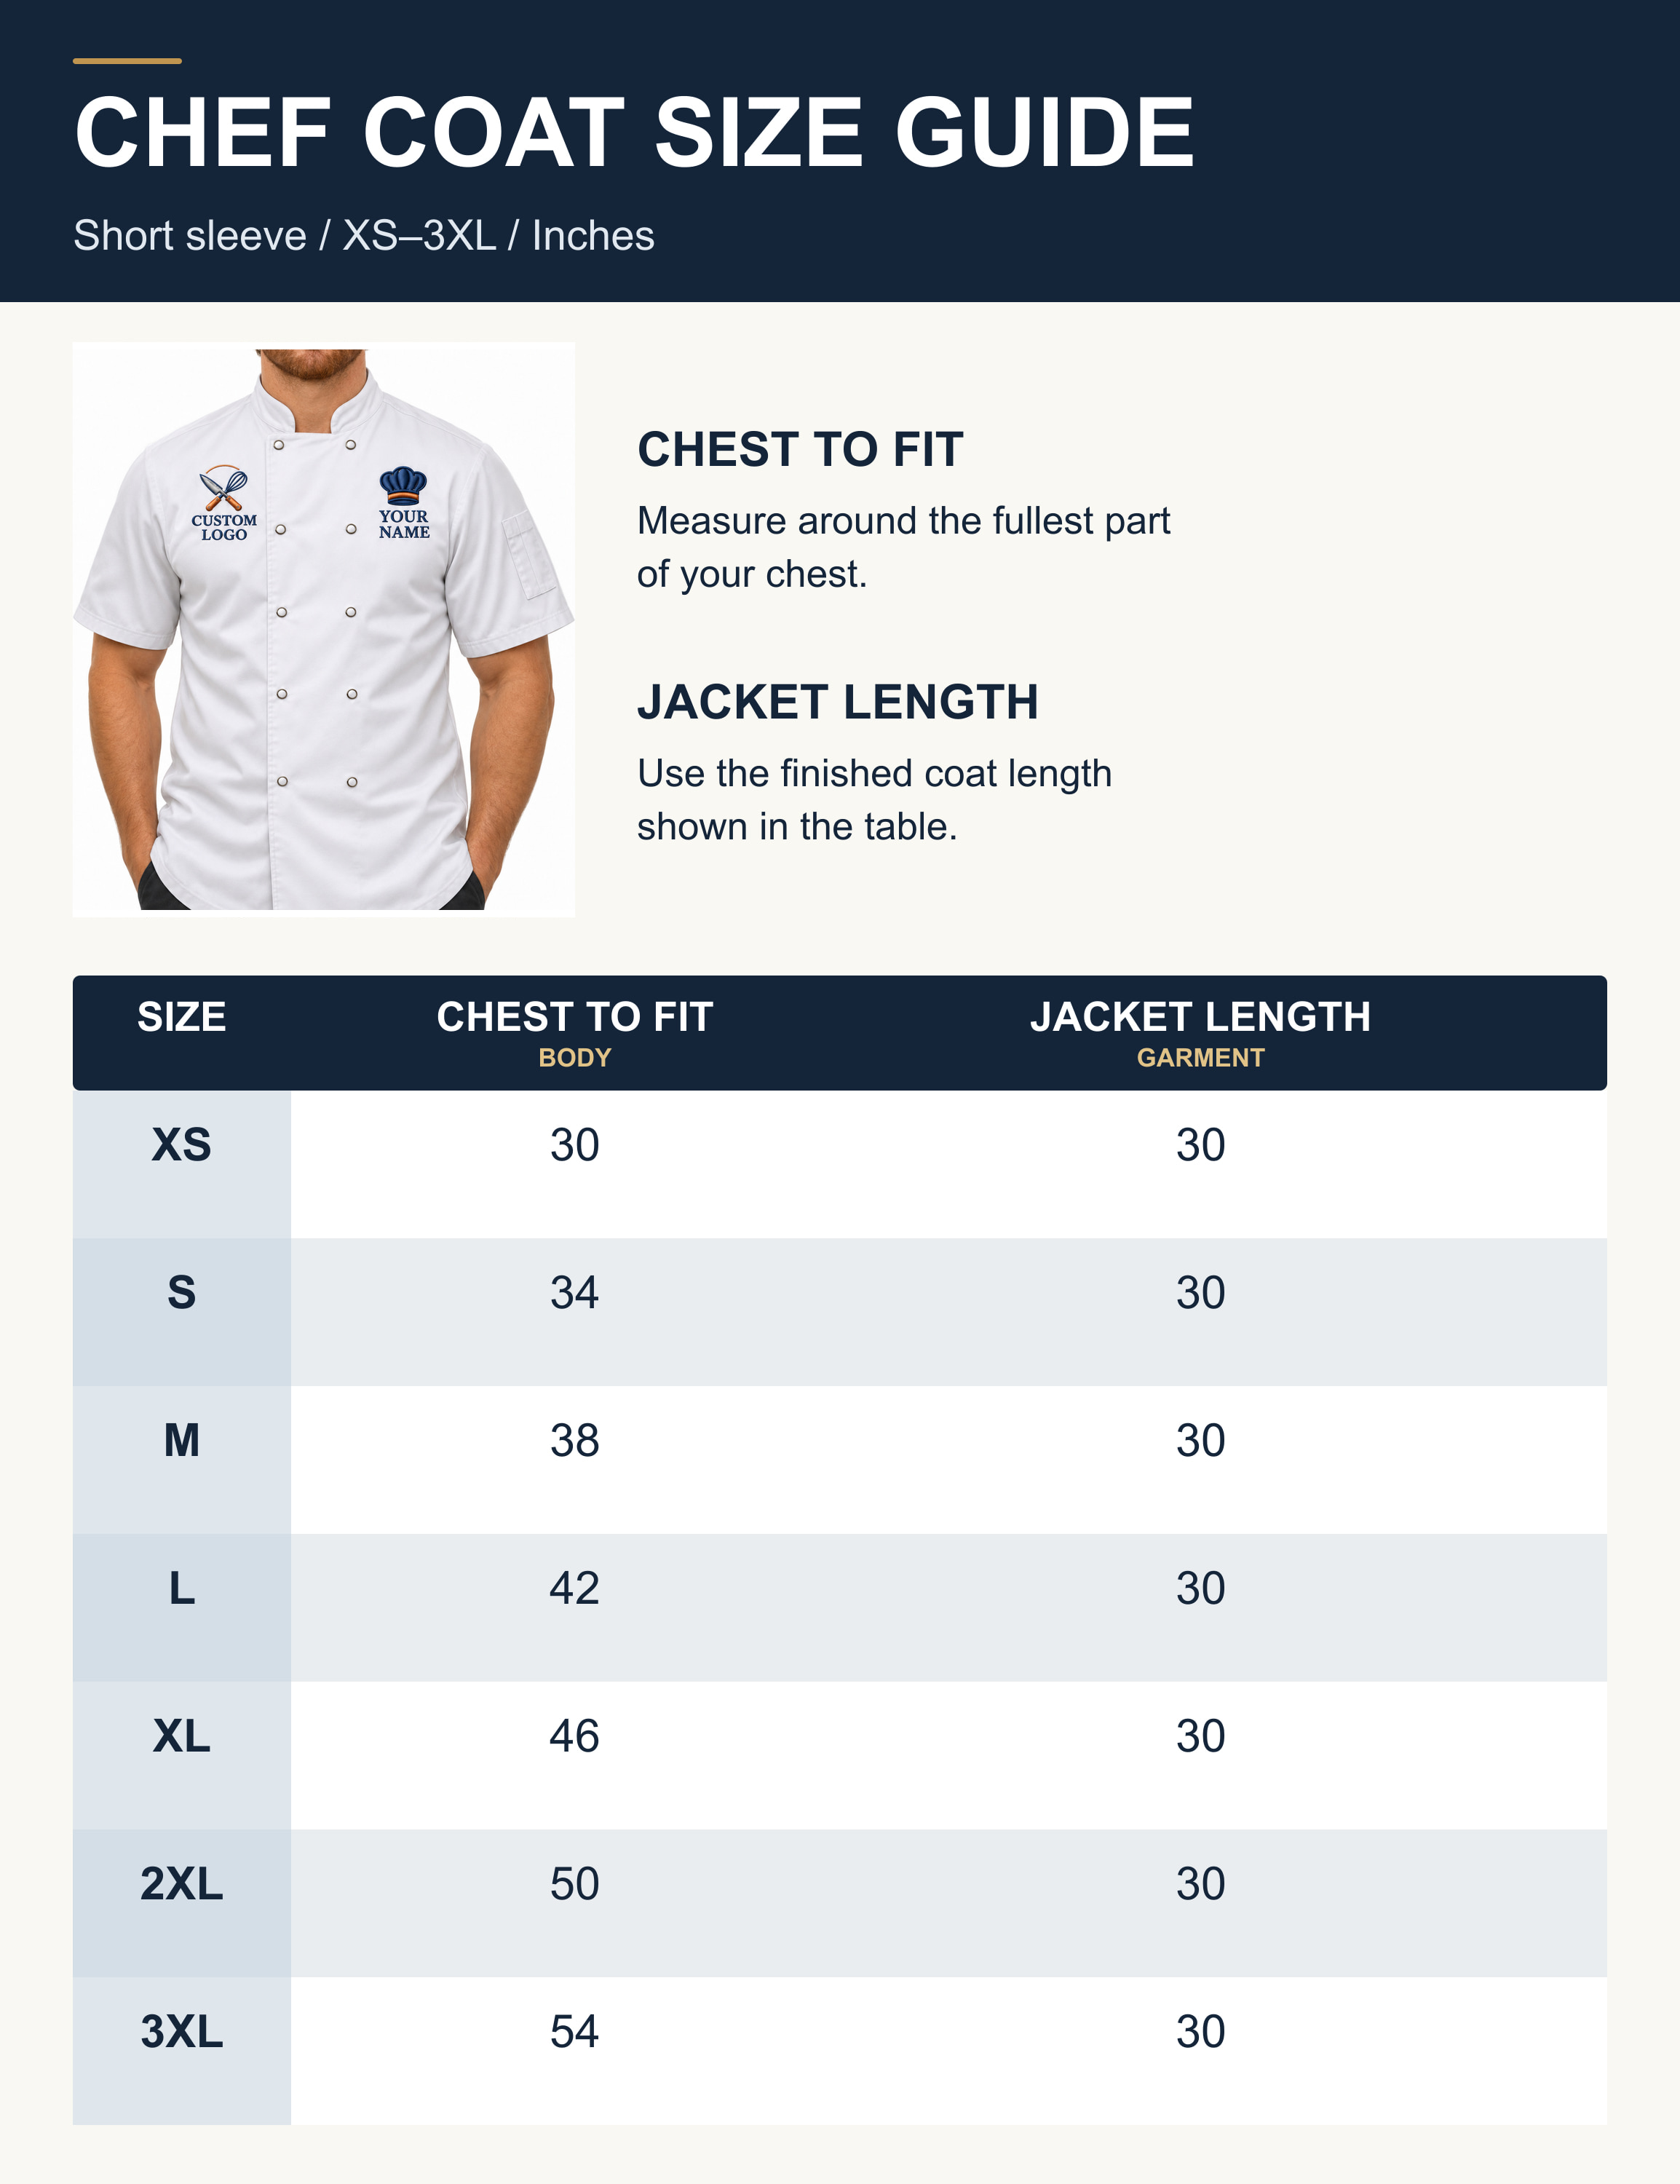 CHEF COAT SIZE GUIDE
Short sleeve / XS–3XL / Inches
CUSTOM
LOGO
YOUR
NAME
CHEST TO FIT
Measure around the fullest part
of your chest.
JACKET LENGTH
Use the finished coat length
shown in the table.
SIZE CHEST TO FIT JACKET LENGTH
BODY GARMENT
XS 30 30
S 34 30
M 38 30
L 42 30
XL 46 30
2XL 50 30
3XL 54 30